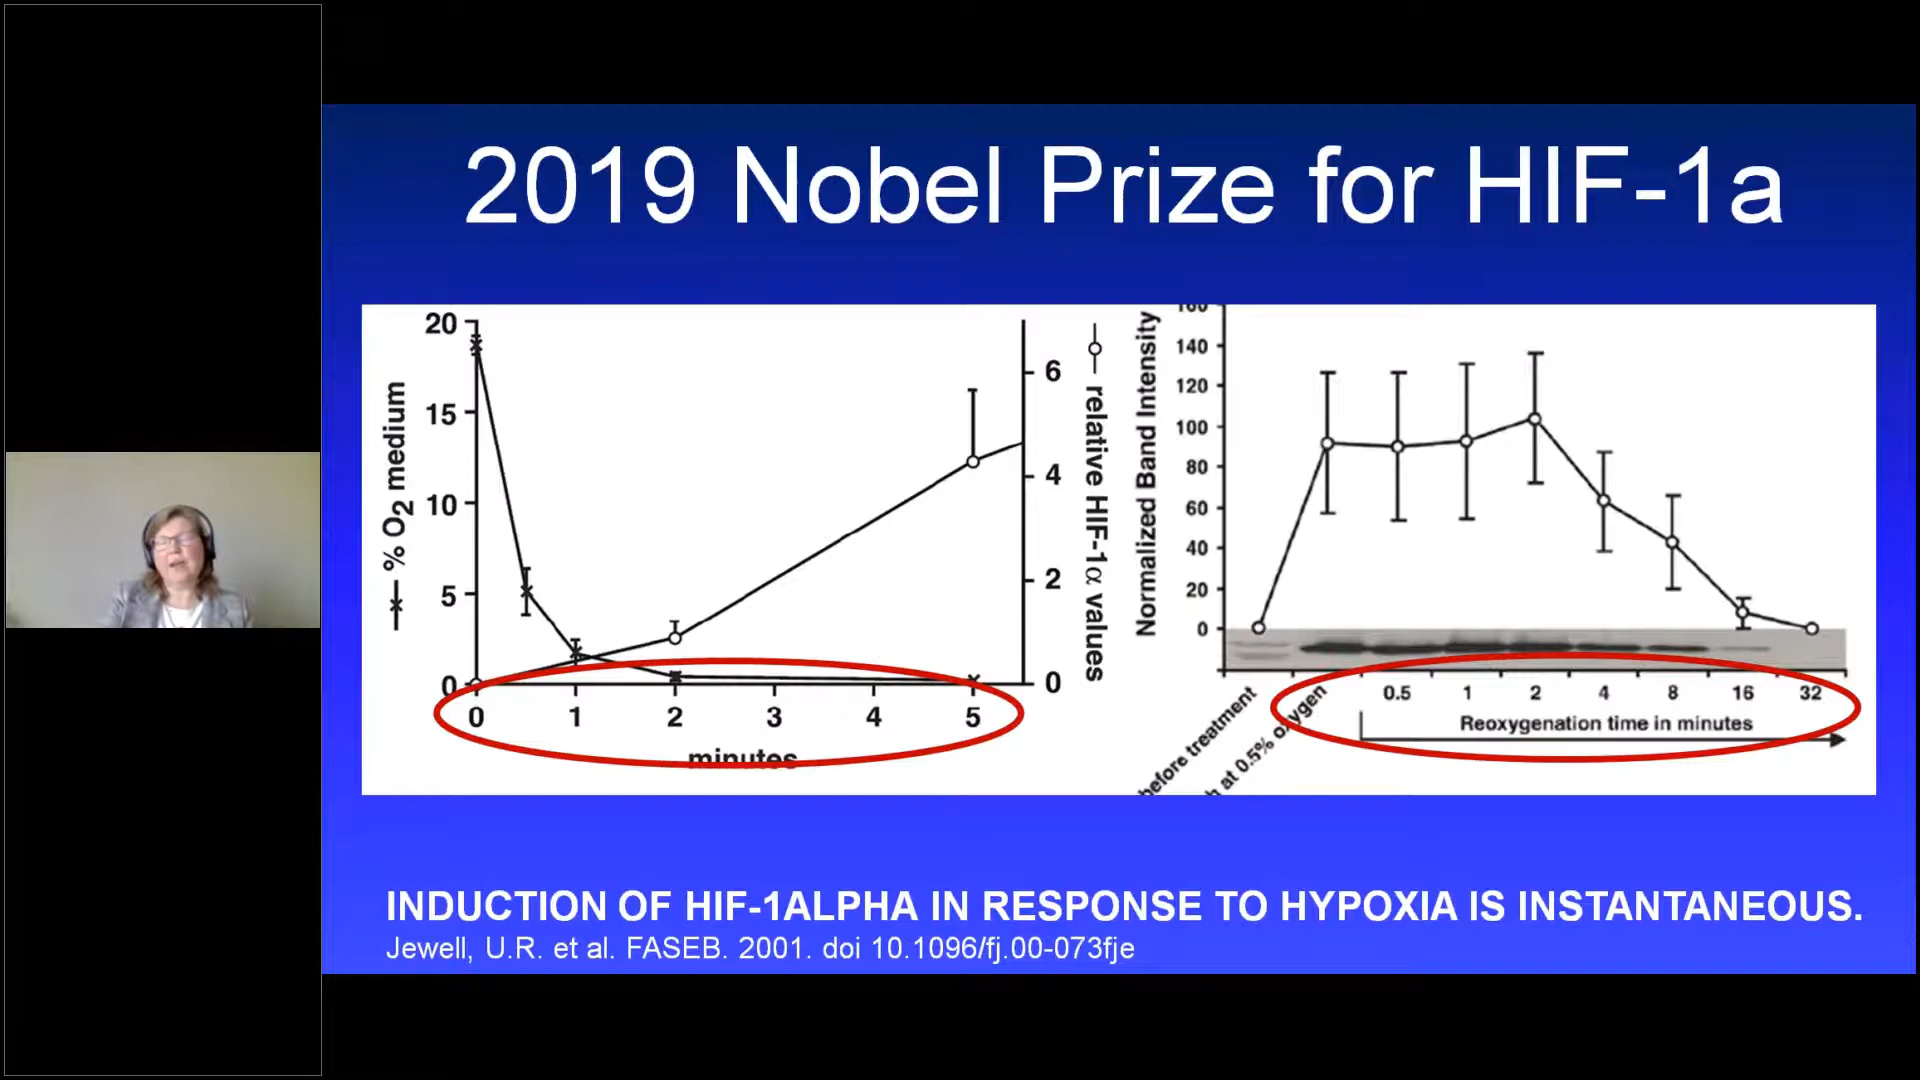 2019 Nobel Prize for HIF-1a
20
15
10
5
0
% O2 medium
0 1 2 3 4 5
minutes
6
4
2
0
relative HIF-1α values
Normalized Band Intensity
160
140
120
100
80
60
40
20
0
before treatment
h at 0.5% oxygen
0.5 1 2 4 8 16 32
Reoxygenation time in minutes
INDUCTION OF HIF-1ALPHA IN RESPONSE TO HYPOXIA IS INSTANTANEOUS.
Jewell, U.R. et al. FASEB. 2001. doi 10.1096/fj.00-073fje